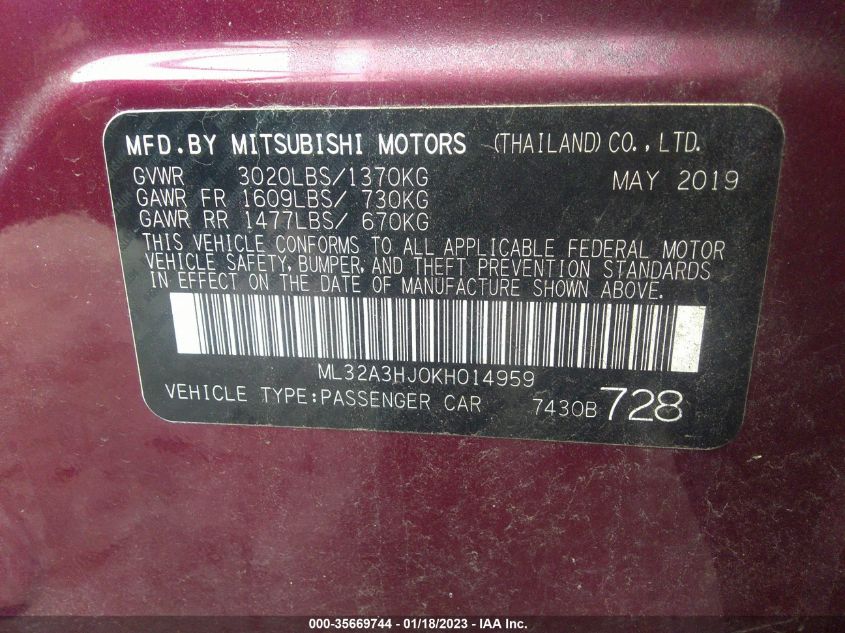 MFD.BY MITSUBISHI MOTORS (THAILAND) CO.,LTD.
GVWR 3020LBS/1370KG MAY 2019
GAWR FR 1609LBS/ 730KG
GAWR RR 1477LBS/ 670KG
THIS VEHICLE CONFORMS TO ALL APPLICABLE FEDERAL MOTOR
VEHICLE SAFETY, BUMPER, AND THEFT PREVENTION STANDARDS
IN EFFECT ON THE DATE OF MANUFACTURE SHOWN ABOVE.
ML32A3HJ0KH014959
VEHICLE TYPE:PASSENGER CAR 7430B 728
000-35669744 — 01/18/2023 — IAA Inc.